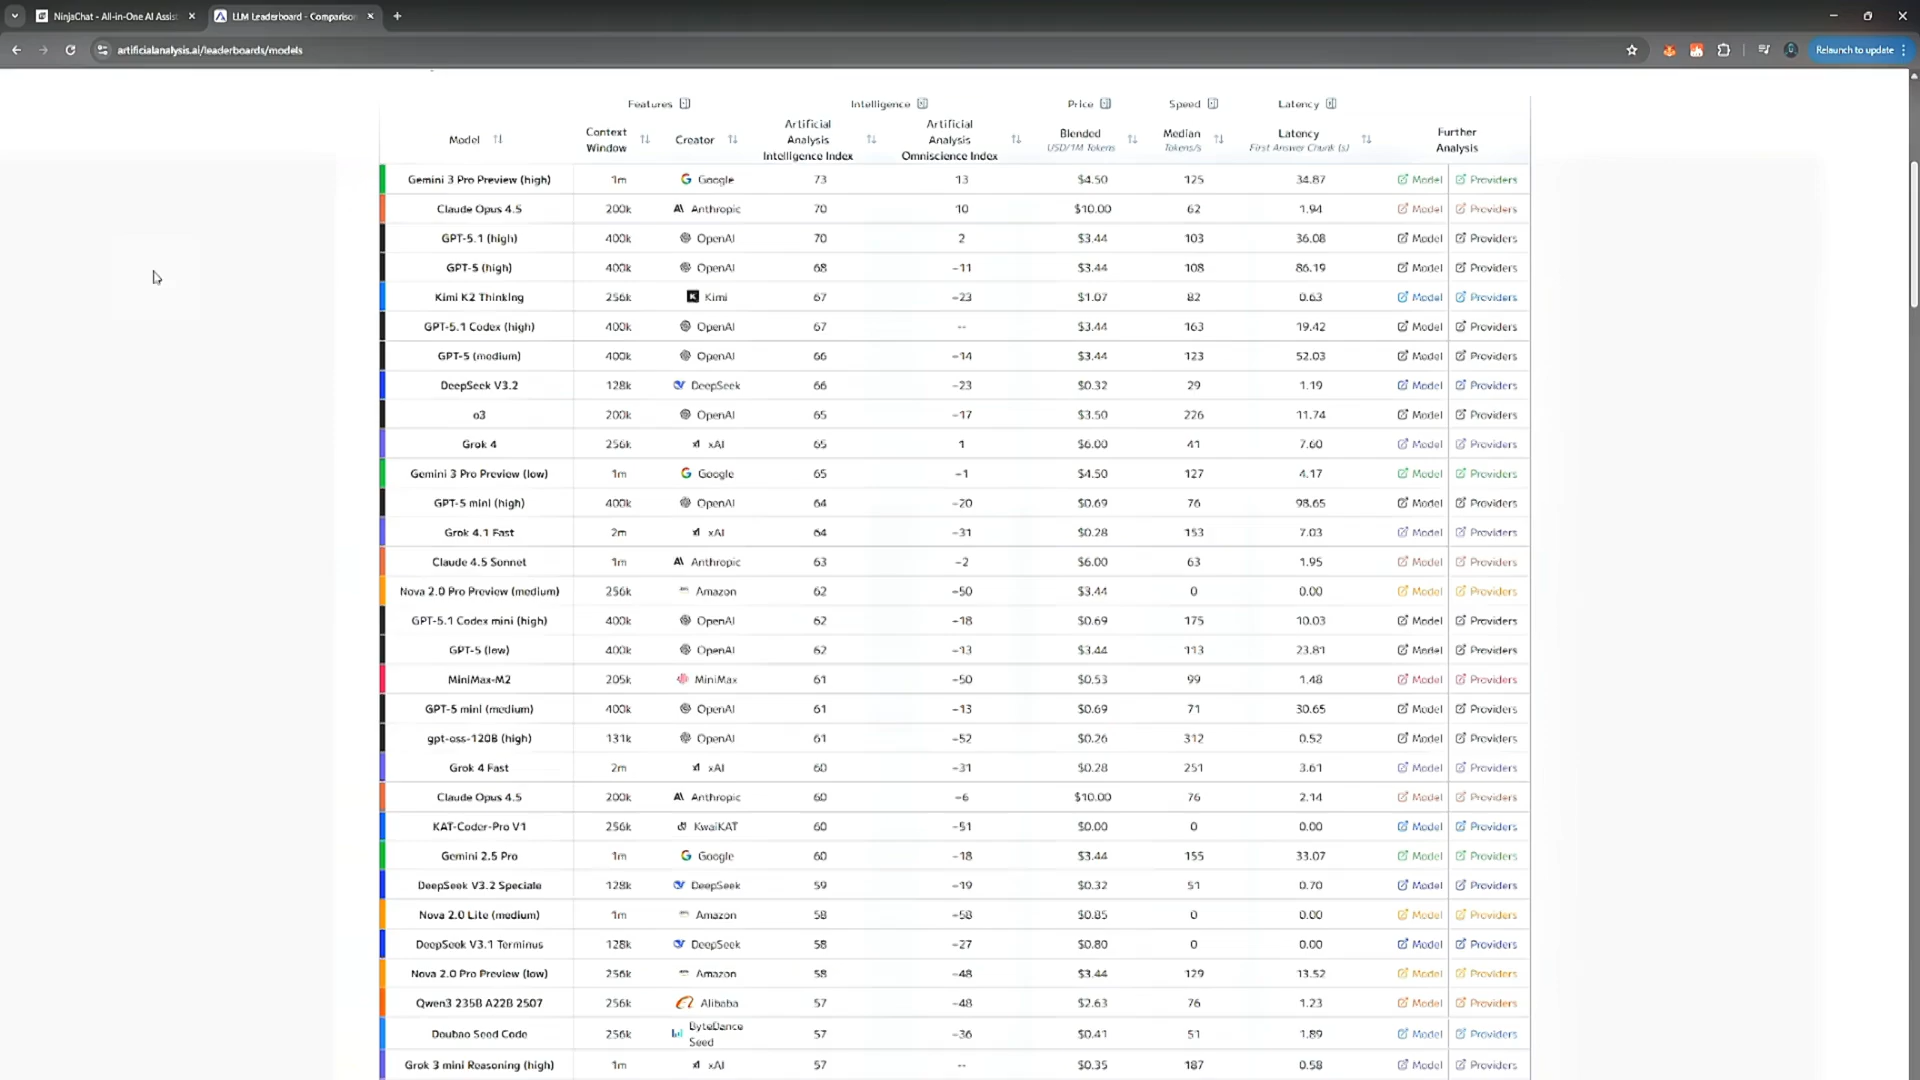 NinjaChat - All-in-One AI Assist
LLM Leaderboard - Comparison
artificialanalysis.ai/leaderboards/models
Relaunch to update
Features Intelligence Price Speed Latency
Model Context Window Creator Artificial Analysis Intelligence Index Artificial Analysis Omniscience Index Blended USD/1M Tokens Median Tokens/s Latency First Answer Chunk (s) Further Analysis
Gemini 3 Pro Preview (high) 1m Google 73 13 $4.50 125 34.87 Model Providers
Claude Opus 4.5 200k Anthropic 70 10 $10.00 62 1.94 Model Providers
GPT-5.1 (high) 400k OpenAI 70 2 $3.44 103 36.08 Model Providers
GPT-5 (high) 400k OpenAI 68 -11 $3.44 108 86.19 Model Providers
Kimi K2 Thinking 256k Kimi 67 -23 $1.07 82 0.63 Model Providers
GPT-5.1 Codex (high) 400k OpenAI 67 -- $3.44 163 19.42 Model Providers
GPT-5 (medium) 400k OpenAI 66 -14 $3.44 123 52.03 Model Providers
DeepSeek V3.2 128k DeepSeek 66 -23 $0.32 29 1.19 Model Providers
o3 200k OpenAI 65 -17 $3.50 226 11.74 Model Providers
Grok 4 256k xAI 65 1 $6.00 41 7.60 Model Providers
Gemini 3 Pro Preview (low) 1m Google 65 -1 $4.50 127 4.17 Model Providers
GPT-5 mini (high) 400k OpenAI 64 -20 $0.69 76 98.65 Model Providers
Grok 4.1 Fast 2m xAI 64 -31 $0.28 153 7.03 Model Providers
Claude 4.5 Sonnet 1m Anthropic 63 -2 $6.00 63 1.95 Model Providers
Nova 2.0 Pro Preview (medium) 256k Amazon 62 -50 $3.44 0 0.00 Model Providers
GPT-5.1 Codex mini (high) 400k OpenAI 62 -18 $0.69 175 10.03 Model Providers
GPT-5 (low) 400k OpenAI 62 -13 $3.44 113 23.81 Model Providers
MiniMax-M2 205k MiniMax 61 -50 $0.53 99 1.48 Model Providers
GPT-5 mini (medium) 400k OpenAI 61 -13 $0.69 71 30.65 Model Providers
gpt-oss-120B (high) 131k OpenAI 61 -52 $0.26 312 0.52 Model Providers
Grok 4 Fast 2m xAI 60 -31 $0.28 251 3.61 Model Providers
Claude Opus 4.5 200k Anthropic 60 -6 $10.00 76 2.14 Model Providers
KAT-Coder-Pro V1 256k KwaiKAT 60 -51 $0.00 0 0.00 Model Providers
Gemini 2.5 Pro 1m Google 60 -18 $3.44 155 33.07 Model Providers
DeepSeek V3.2 Speciale 128k DeepSeek 59 -19 $0.32 51 0.70 Model Providers
Nova 2.0 Lite (medium) 1m Amazon 58 -58 $0.85 0 0.00 Model Providers
DeepSeek V3.1 Terminus 128k DeepSeek 58 -27 $0.80 0 0.00 Model Providers
Nova 2.0 Pro Preview (low) 256k Amazon 58 -48 $3.44 129 13.52 Model Providers
Qwen3 235B A22B 2507 256k Alibaba 57 -48 $2.63 76 1.23 Model Providers
Doubao Seed Code 256k ByteDance Seed 57 -36 $0.41 51 1.89 Model Providers
Grok 3 mini Reasoning (high) 1m xAI 57 -- $0.35 187 0.58 Model Providers